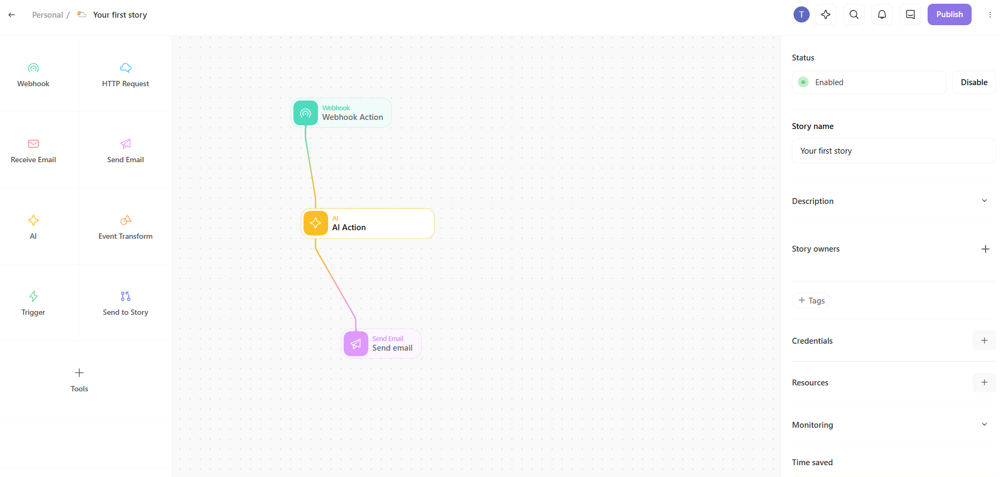 Personal / Your first story
T
Publish
Webhook
HTTP Request
Receive Email
Send Email
AI
Event Transform
Trigger
Send to Story
Tools
Webhook
Webhook Action
AI
AI Action
Send Email
Send email
Status
Enabled
Disable
Story name
Your first story
Description
Story owners
Tags
Credentials
Resources
Monitoring
Time saved